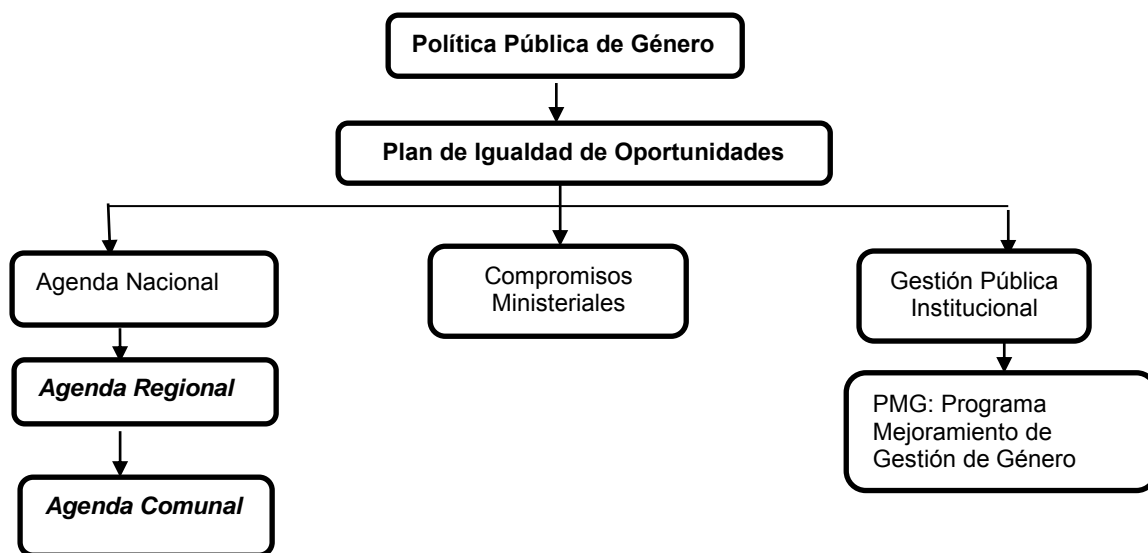 Política Pública de Género
Plan de Igualdad de Oportunidades
Agenda Nacional
Compromisos
Ministeriales
Gestión Pública
Institucional
Agenda Regional
PMG: Programa
Mejoramiento de
Gestión de Género
Agenda Comunal